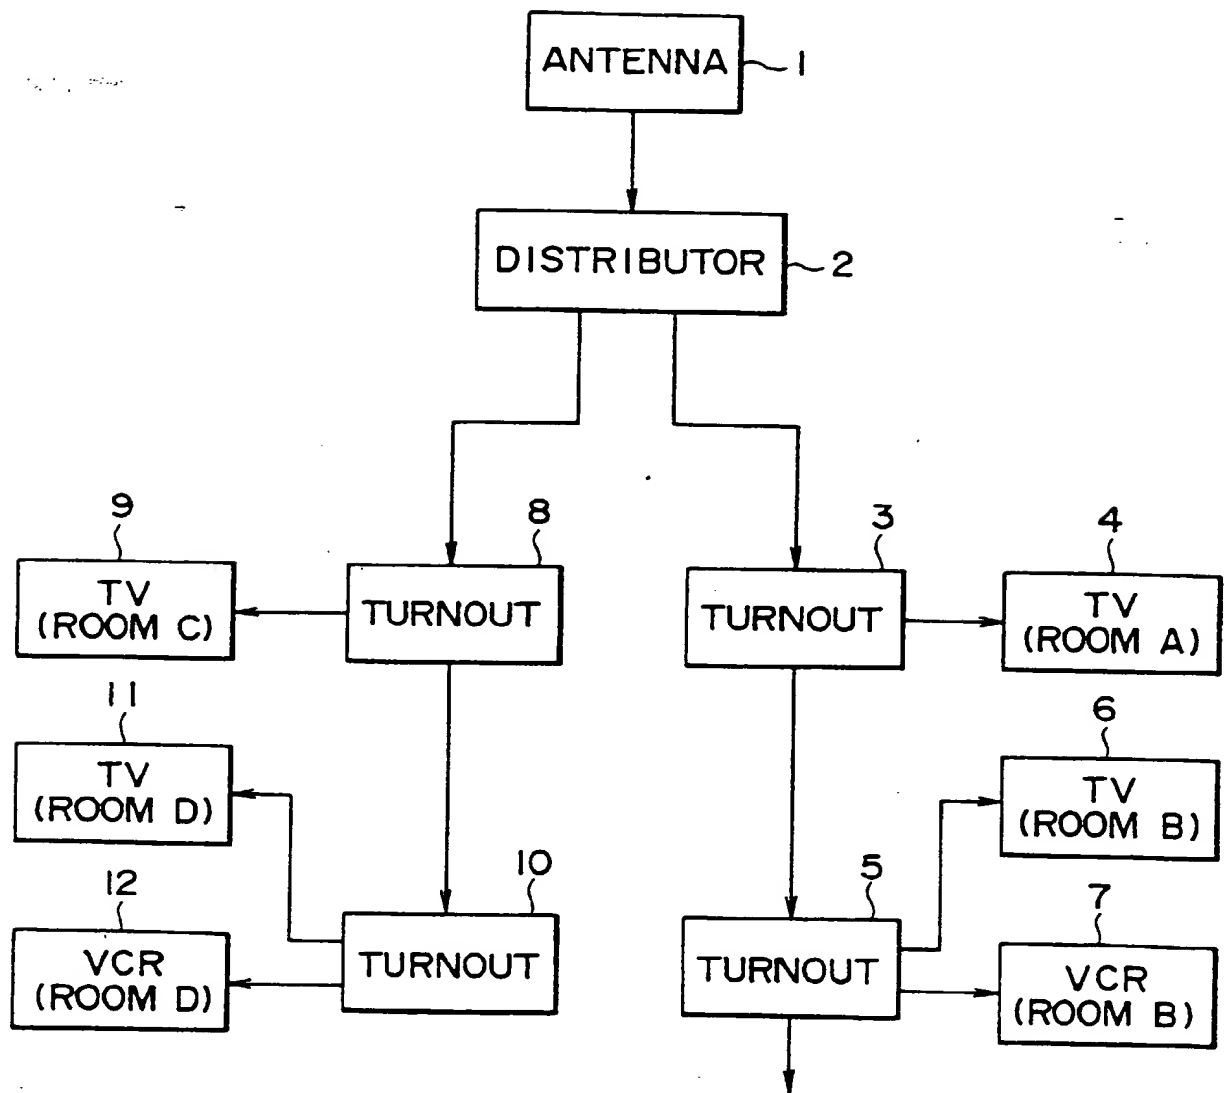 ANTENNA
1
DISTRIBUTOR
2
9
8
3
4
TV
(ROOM C)
TURNOUT
TURNOUT
TV
(ROOM A)
11
6
TV
(ROOM D)
TV
(ROOM B)
12
10
5
7
VCR
(ROOM D)
TURNOUT
TURNOUT
VCR
(ROOM B)